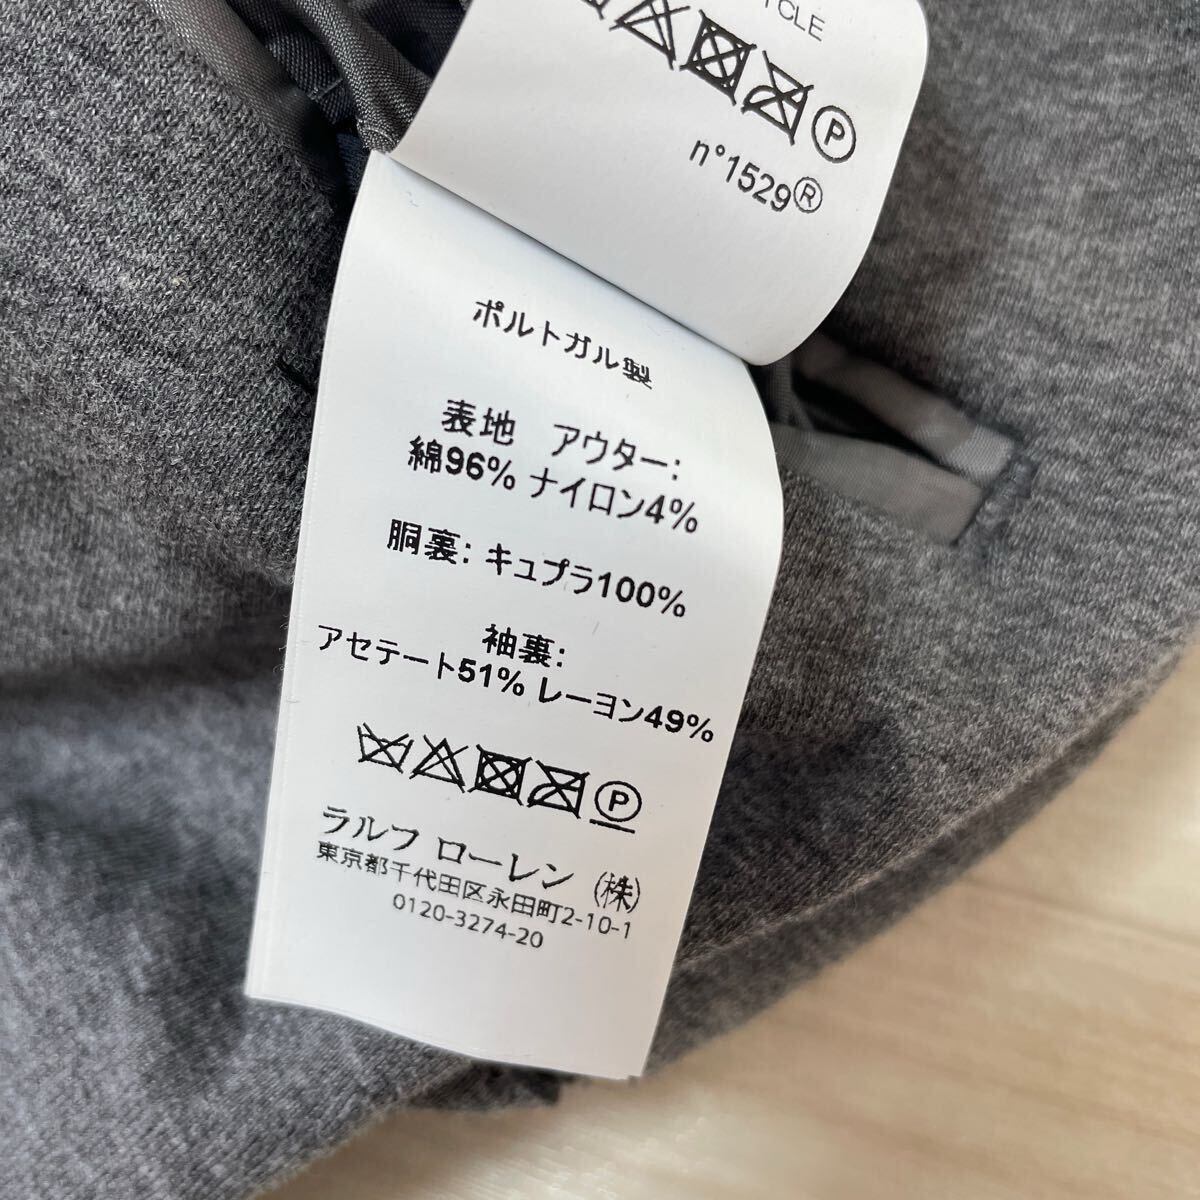 n°1529®
ポルトガル製
表地 アウター:
綿96% ナイロン4%
胴裏: キュプラ100%
袖裏:
アセテート51% レーヨン49%
P
ラルフ ローレン (株)
東京都千代田区永田町2-10-1
0120-3274-20